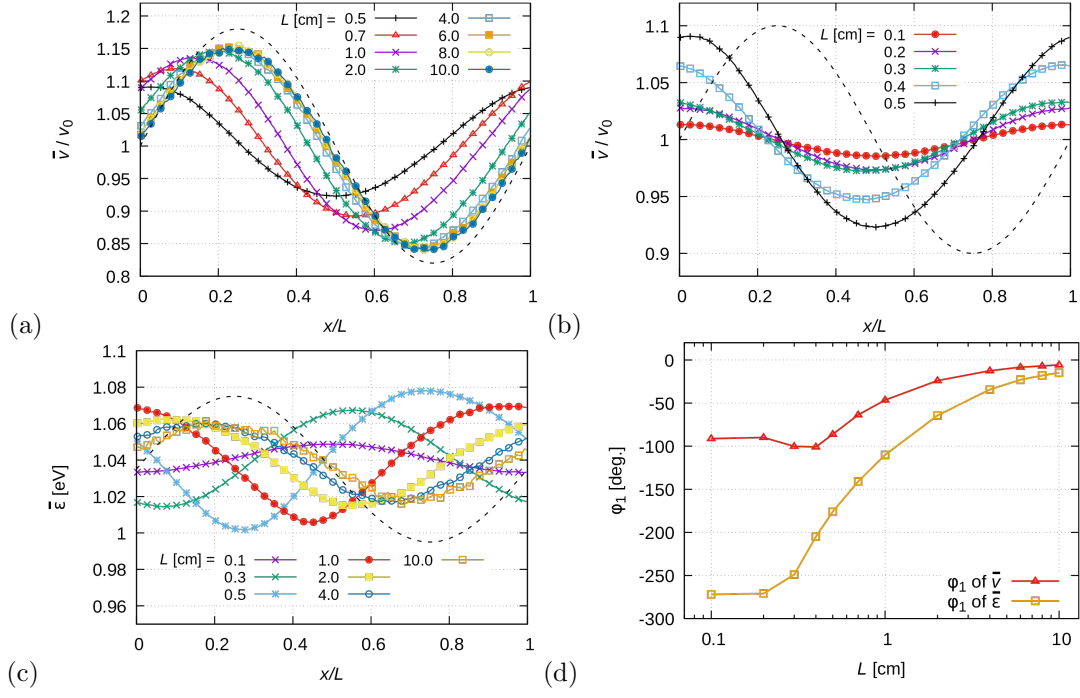 1.2
1.15
1.1
1.05
1
0.95
0.9
0.85
0.8
v̄ / v0
L [cm] = 0.5 4.0
0.7 6.0
1.0 8.0
2.0 10.0
0 0.2 0.4 0.6 0.8 1
x/L
(a)
1.1
1.05
1
0.95
0.9
v̄ / v0
L [cm] = 0.1
0.2
0.3
0.4
0.5
0 0.2 0.4 0.6 0.8 1
x/L
(b)
1.1
1.08
1.06
1.04
1.02
1
0.98
0.96
ε̄ [eV]
L [cm] = 0.1 1.0 10.0
0.3 2.0
0.5 4.0
0 0.2 0.4 0.6 0.8 1
x/L
(c)
0
-50
-100
-150
-200
-250
-300
φ1 [deg.]
φ1 of v̄
φ1 of ε̄
0.1 1 10
L [cm]
(d)